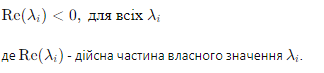 Re(λᵢ) < 0, для всіх λᵢ
де Re(λᵢ) - дійсна частина власного значення λᵢ.